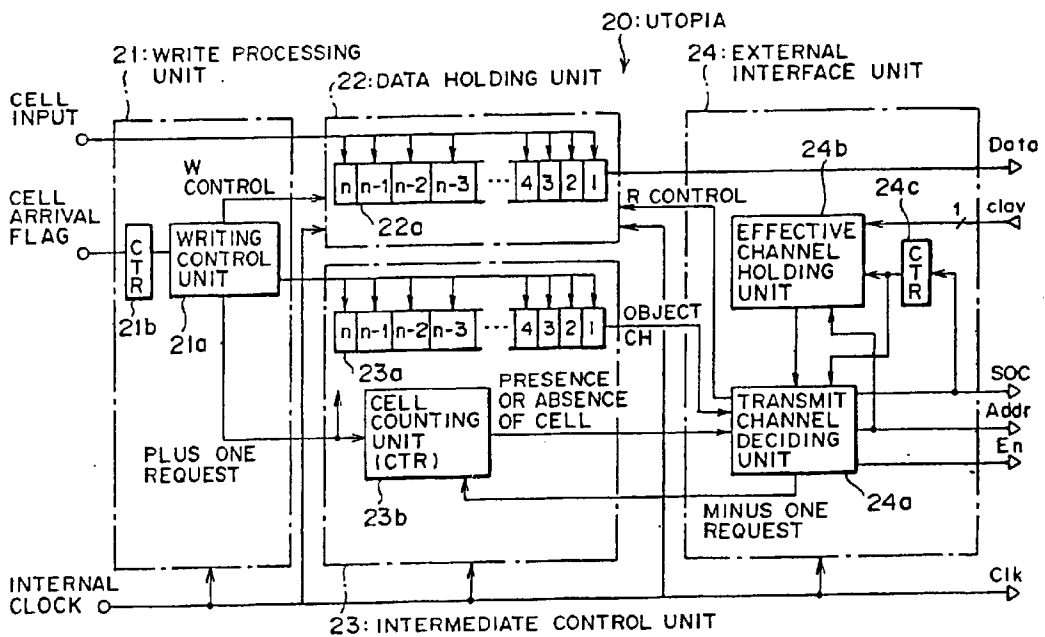 20: UTOPIA
21: WRITE PROCESSING
UNIT
22: DATA HOLDING UNIT
24: EXTERNAL
INTERFACE UNIT
CELL
INPUT
W
CONTROL
n n-1 n-2 n-3 ... 4 3 2 1
22a
R CONTROL
24b
24c
Data
1
clav
CELL
ARRIVAL
FLAG
CTR
21b
WRITING
CONTROL
UNIT
21a
EFFECTIVE
CHANNEL
HOLDING
UNIT
CTR
n n-1 n-2 n-3 ... 4 3 2 1
23a
OBJECT
CH
PRESENCE
OR ABSENCE
OF CELL
CELL
COUNTING
UNIT
(CTR)
23b
PLUS ONE
REQUEST
TRANSMIT
CHANNEL
DECIDING
UNIT
24a
SOC
Addr
En
MINUS ONE
REQUEST
INTERNAL
CLOCK
Clk
23: INTERMEDIATE CONTROL UNIT